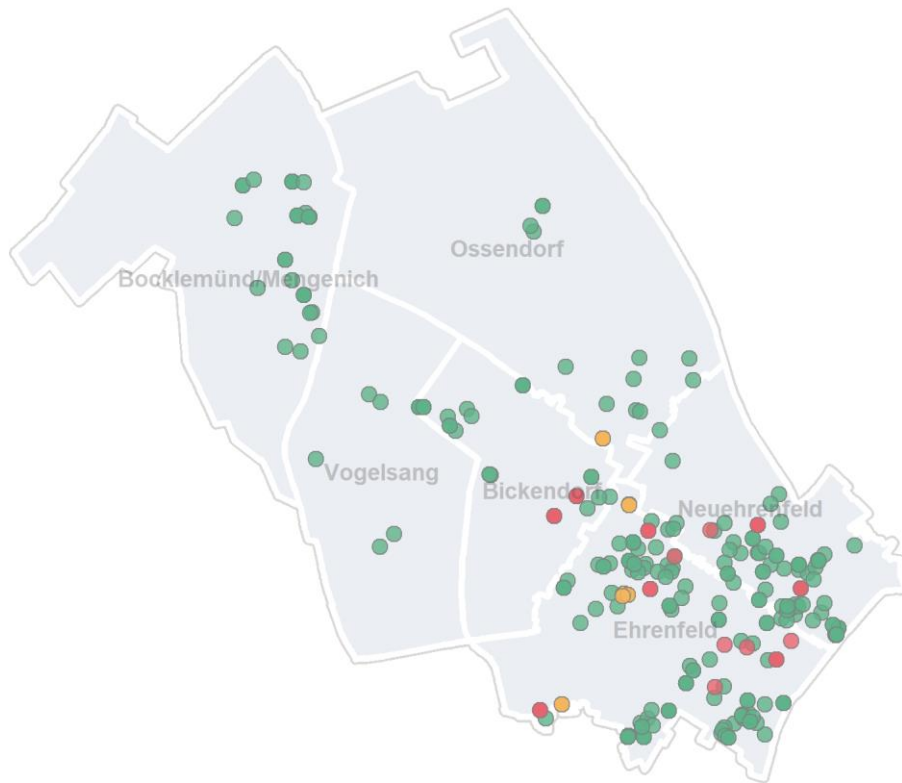 Ossendorf
Bocklemünd/Mengenich
Vogelsang
Bickendorf
Neuehrenfeld
Ehrenfeld